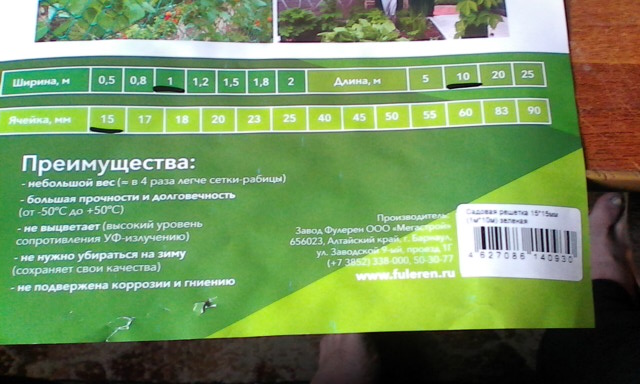 Ширина, м 0,5 0,8 1 1,2 1,5 1,8 2 Длина, м 5 10 20 25
Ячейка, мм 15 17 18 20 23 25 40 45 50 55 60 83 90
Преимущества:
- небольшой вес (≈ в 4 раза легче сетки-рабицы)
- большая прочности и долговечность
(от -50°С до +50°С)
- не выцветает (высокий уровень
сопротивления УФ-излучению)
- не нужно убираться на зиму
(сохраняет свои качества)
- не подвержена коррозии и гниению
Производитель:
Завод Фулерен ООО «Мегастрой»
656023, Алтайский край, г. Барнаул,
ул. Заводской 9-ый, проезд, 1Г
(+7 3852) 338-000, 50-30-77
www.fuleren.ru
Садовая решетка 15*15мм
(1м*10м) зеленая
4 627086 140930